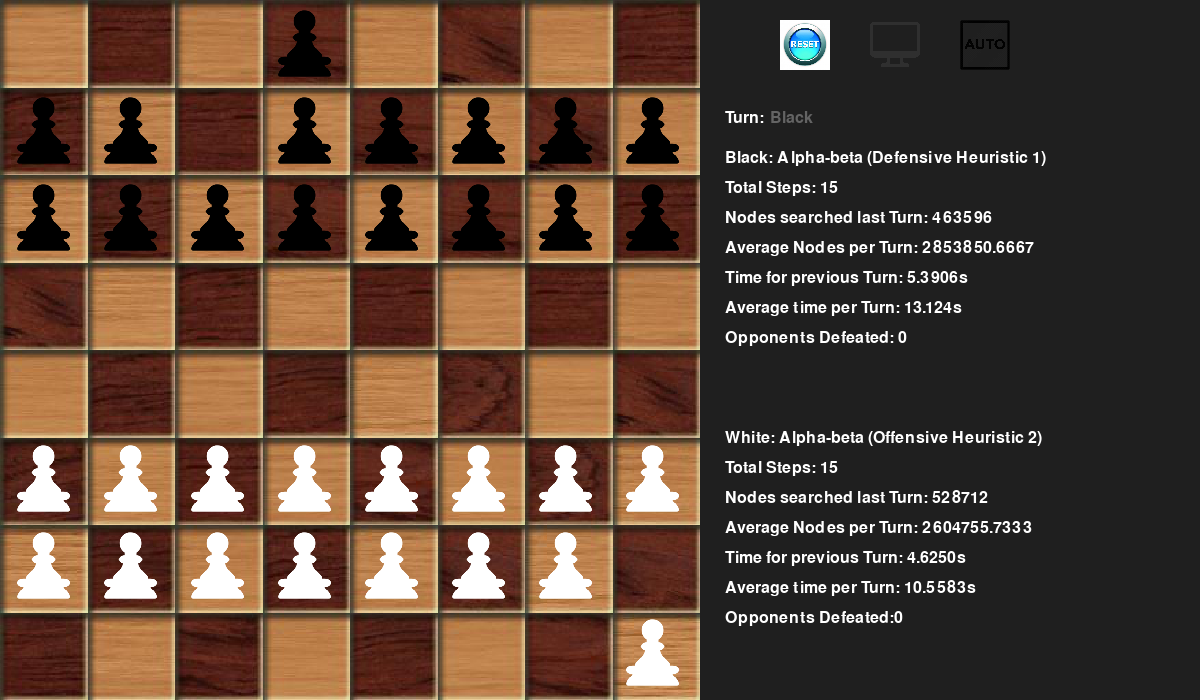 RESET
AUTO
Turn: Black
Black: Alpha-beta (Defensive Heuristic 1)
Total Steps: 15
Nodes searched last Turn: 463596
Average Nodes per Turn: 2853850.6667
Time for previous Turn: 5.3906s
Average time per Turn: 13.124s
Opponents Defeated: 0
White: Alpha-beta (Offensive Heuristic 2)
Total Steps: 15
Nodes searched last Turn: 528712
Average Nodes per Turn: 2604755.7333
Time for previous Turn: 4.6250s
Average time per Turn: 10.5583s
Opponents Defeated:0